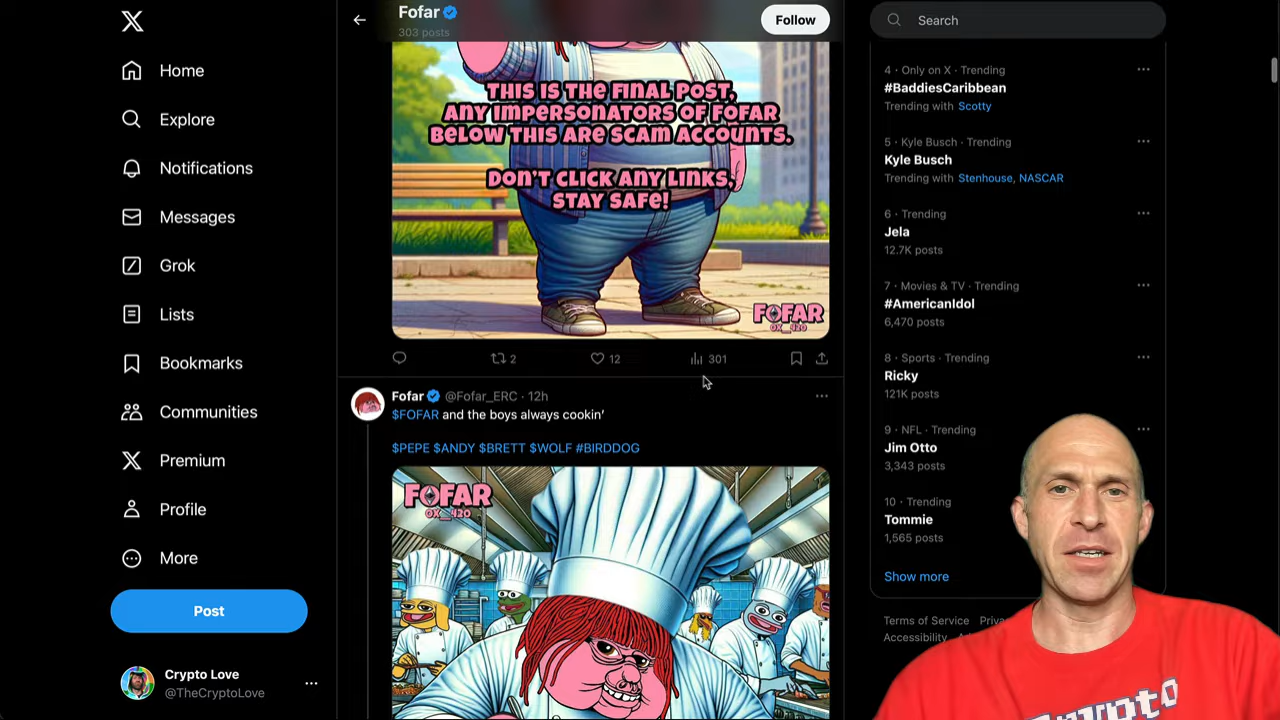 Home
Explore
Notifications
Messages
Grok
Lists
Bookmarks
Communities
Premium
Profile
More
Post
Crypto Love
@TheCryptoLove
Fofar
303 posts
Follow
THIS IS THE FINAL POST,
ANY IMPERSONATORS OF FOFAR
BELOW THIS ARE SCAM ACCOUNTS.
DON'T CLICK ANY LINKS,
STAY SAFE!
FOFAR
0X_420
2
12
301
Fofar @Fofar_ERC · 12h
$FOFAR and the boys always cookin'
$PEPE $ANDY $BRETT $WOLF #BIRDDOG
FOFAR
0X_420
Search
4 · Only on X · Trending
#BaddiesCaribbean
Trending with Scotty
5 · Kyle Busch · Trending
Kyle Busch
Trending with Stenhouse, NASCAR
6 · Trending
Jela
12.7K posts
7 · Movies & TV · Trending
#AmericanIdol
6,470 posts
8 · Sports · Trending
Ricky
121K posts
9 · NFL · Trending
Jim Otto
3,343 posts
10 · Trending
Tommie
1,565 posts
Show more
Terms of Service
Accessibility
Crypto